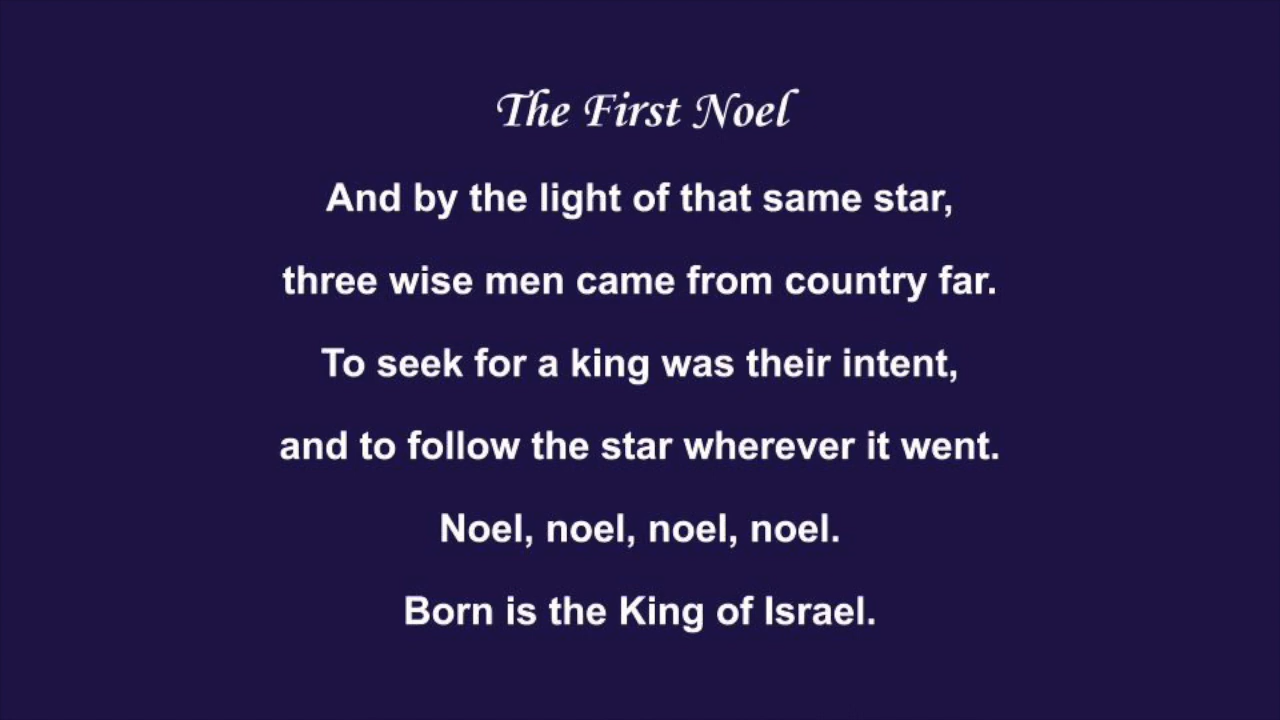 The First Noel
And by the light of that same star,
three wise men came from country far.
To seek for a king was their intent,
and to follow the star wherever it went.
Noel, noel, noel, noel.
Born is the King of Israel.